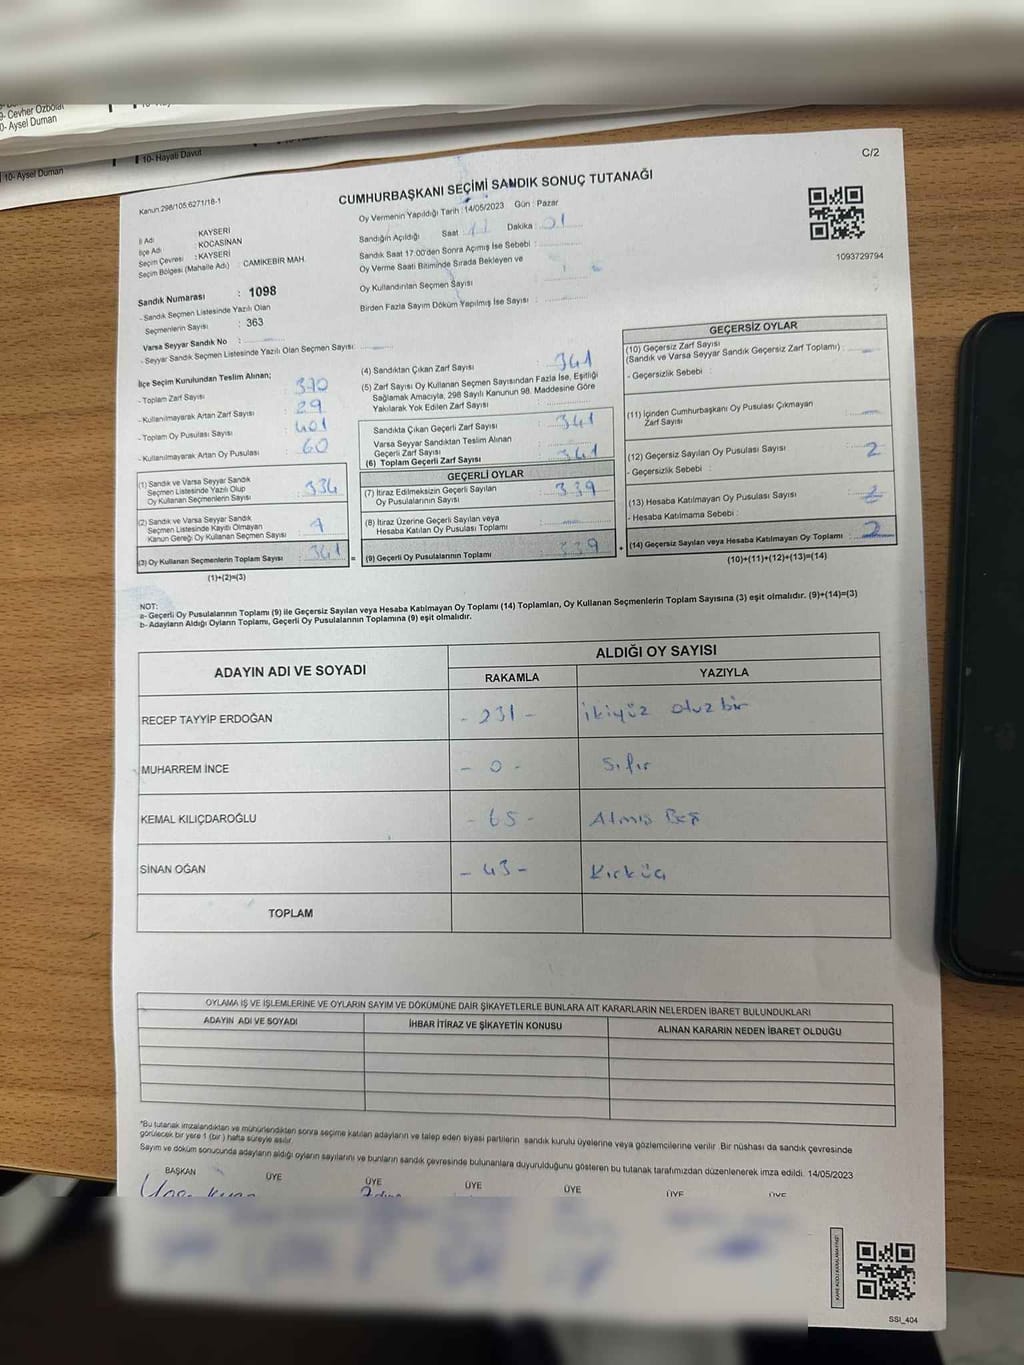 9- Cevher Özbolat
0- Aysel Duman
10- Aysel Duman
10- Hayati Davut
C/2
Kanun 298/105.6271/18-1
CUMHURBAŞKANI SEÇİMİ SANDIK SONUÇ TUTANAĞI
Oy Vermenin Yapıldığı Tarih :14/05/2023 Gün : Pazar
Sandığın Açıldığı Saat Dakika
Sandık Saat 17:00'den Sonra Açımış İse Sebebi :
Oy Verme Saati Bitiminde Sırada Bekleyen ve
Oy Kullandırılan Seçmen Sayısı
Birden Fazla Sayım Döküm Yapılmış İse Sayısı :
1093729794
İl Adı : KAYSERİ
İlçe Adı : KOCASİNAN
Seçim Çevresi : KAYSERİ
Seçim Bölgesi (Mahalle Adı) : CAMİKEBİR MAH.
Sandık Numarası : 1098
- Sandık Seçmen Listesinde Yazılı Olan
Seçmenlerin Sayısı : 363
Varsa Seyyar Sandık No :
- Seyyar Sandık Seçmen Listesinde Yazılı Olan Seçmen Sayısı:
İlçe Seçim Kurulundan Teslim Alınan;
- Toplam Zarf Sayısı : 370
- Kullanılmayarak Artan Zarf Sayısı : 29
- Toplam Oy Pusulası Sayısı : 401
- Kullanılmayarak Artan Oy Pusulası : 60
(1) Sandık ve Varsa Seyyar Sandık
Seçmen Listesinde Yazılı Olup
Oy Kullanan Seçmenlerin Sayısı : 334
(2) Sandık ve Varsa Seyyar Sandık
Seçmen Listesinde Kayıtlı Olmayan
Kanun Gereği Oy Kullanan Seçmen Sayısı : 7
(3) Oy Kullanan Seçmenlerin Toplam Sayısı : 341
(1)+(2)=(3)
(4) Sandıktan Çıkan Zarf Sayısı : 341
(5) Zarf Sayısı Oy Kullanan Seçmen Sayısından Fazla İse, Eşitliği
Sağlamak Amacıyla, 298 Sayılı Kanunun 98. Maddesine Göre
Yakılarak Yok Edilen Zarf Sayısı :
Sandıkta Çıkan Geçerli Zarf Sayısı : 341
Varsa Seyyar Sandıktan Teslim Alınan
Geçerli Zarf Sayısı :
(6) Toplam Geçerli Zarf Sayısı : 341
GEÇERLİ OYLAR
(7) İtiraz Edilmeksizin Geçerli Sayılan
Oy Pusulalarının Sayısı : 339
(8) İtiraz Üzerine Geçerli Sayılan veya
Hesaba Katılan Oy Pusulası Toplamı :
= (9) Geçerli Oy Pusulalarının Toplamı : 339 +
GEÇERSİZ OYLAR
(10) Geçersiz Zarf Sayısı
(Sandık ve Varsa Seyyar Sandık Geçersiz Zarf Toplamı) :
- Geçersizlik Sebebi :
(11) İçinden Cumhurbaşkanı Oy Pusulası Çıkmayan
Zarf Sayısı :
(12) Geçersiz Sayılan Oy Pusulası Sayısı : 2
- Geçersizlik Sebebi :
(13) Hesaba Katılmayan Oy Pusulası Sayısı :
- Hesaba Katılmama Sebebi :
(14) Geçersiz Sayılan veya Hesaba Katılmayan Oy Toplamı : 2
(10)+(11)+(12)+(13)=(14)
NOT:
a- Geçerli Oy Pusulalarının Toplamı (9) ile Geçersiz Sayılan veya Hesaba Katılmayan Oy Toplamı (14) Toplamları, Oy Kullanan Seçmenlerin Toplam Sayısına (3) eşit olmalıdır. (9)+(14)=(3)
b- Adayların Aldığı Oyların Toplamı, Geçerli Oy Pusulalarının Toplamına (9) eşit olmalıdır.
ADAYIN ADI VE SOYADI
ALDIĞI OY SAYISI
RAKAMLA YAZIYLA
RECEP TAYYİP ERDOĞAN - 231 - ikiyüz otuz bir
MUHARREM İNCE - 0 - Sıfır
KEMAL KILIÇDAROĞLU - 65 - Atmış Beş
SİNAN OĞAN - 43 - Kırküç
TOPLAM
OYLAMA İŞ VE İŞLEMLERİNE VE OYLARIN SAYIM VE DÖKÜMÜNE DAİR ŞİKAYETLERLE BUNLARA AİT KARARLARIN NELERDEN İBARET BULUNDUKLARI
ADAYIN ADI VE SOYADI İHBAR İTİRAZ VE ŞİKAYETİN KONUSU ALINAN KARARIN NEDEN İBARET OLDUĞU
*Bu tutanak imzalandıktan ve mühürlendikten sonra seçime katılan adayların ve talep eden siyasi partilerin sandık kurulu üyelerine veya gözlemcilerine verilir. Bir nüshası da sandık çevresinde
görülecek bir yere 1 (bir ) hafta süreyle asılır.
Sayım ve döküm sonucunda adayların aldığı oyların sayılarını ve bunların sandık çevresinde bulunanlara duyurulduğunu gösteren bu tutanak tarafımızdan düzenlenerek imza edildi. 14/05/2023
BAŞKAN ÜYE ÜYE ÜYE ÜYE ÜYE ÜYE
SSI_404